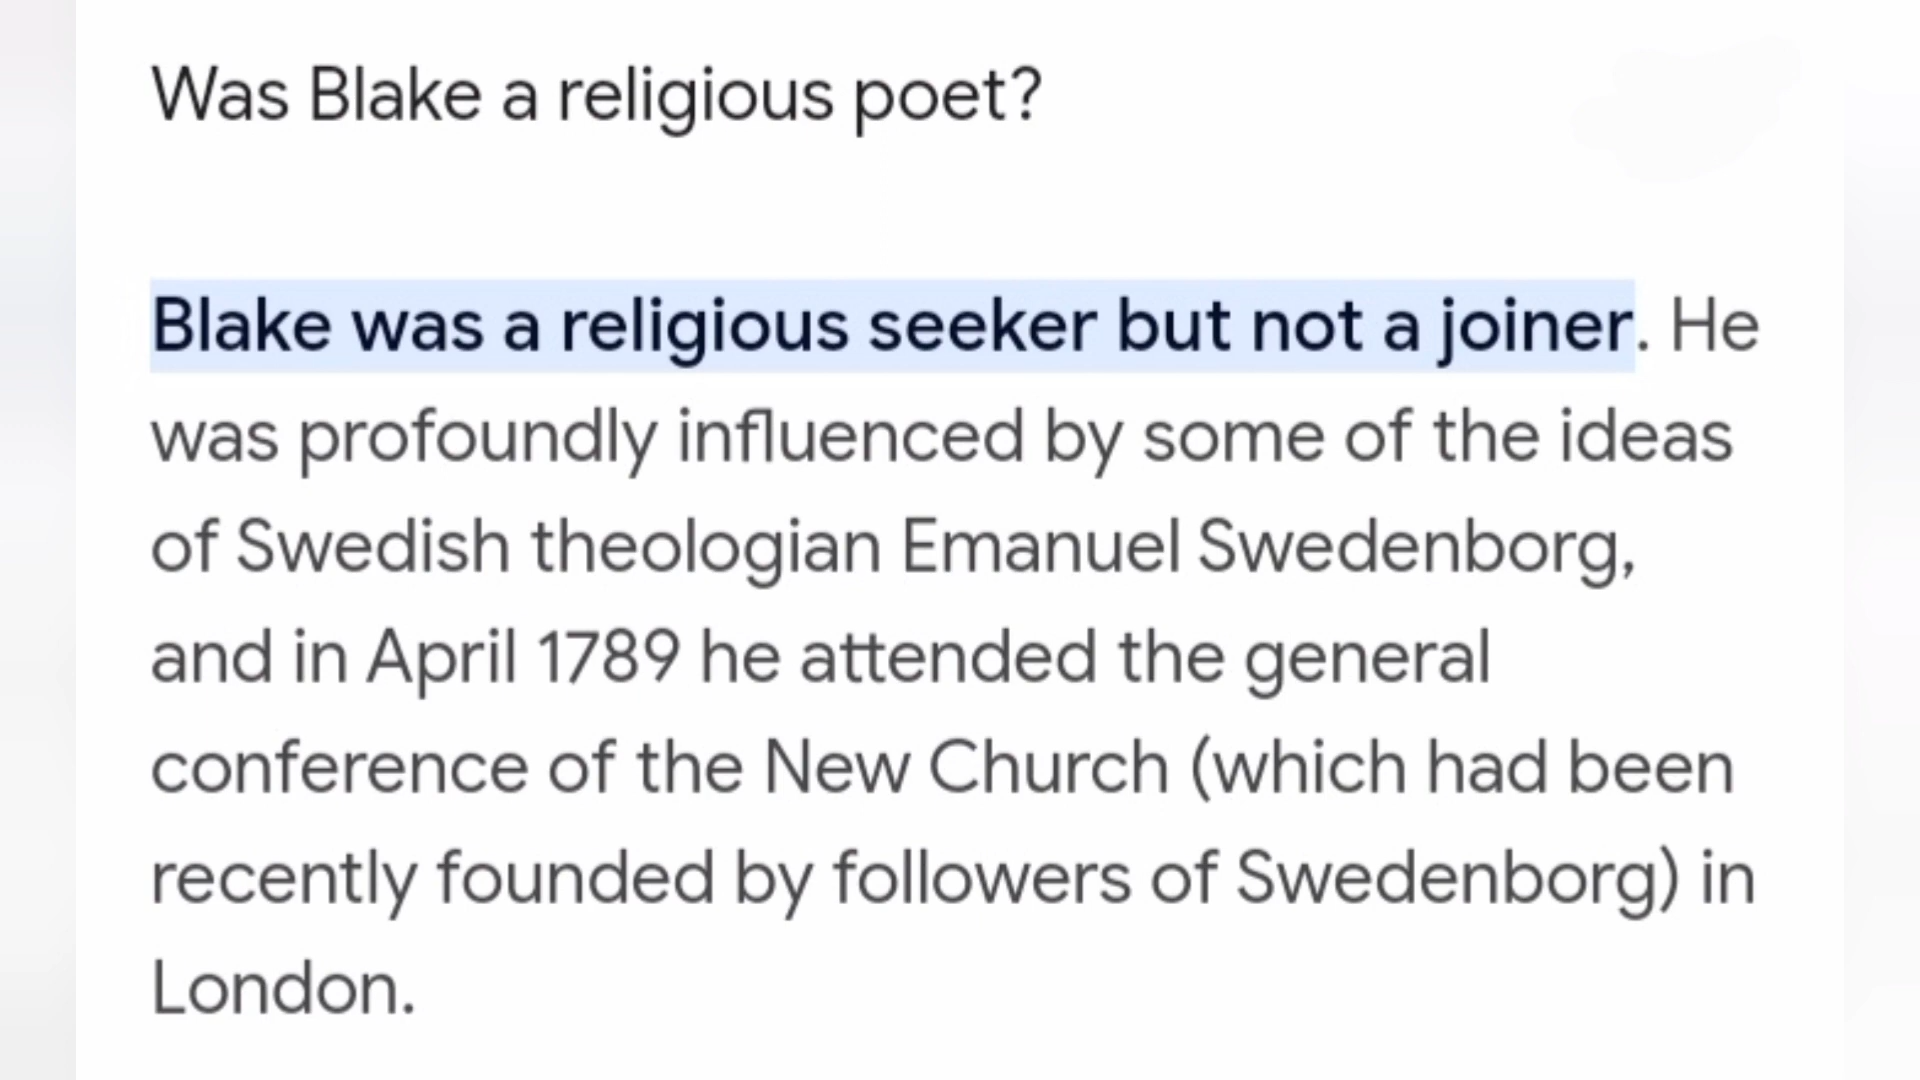 Was Blake a religious poet?
Blake was a religious seeker but not a joiner. He
was profoundly influenced by some of the ideas
of Swedish theologian Emanuel Swedenborg,
and in April 1789 he attended the general
conference of the New Church (which had been
recently founded by followers of Swedenborg) in
London.